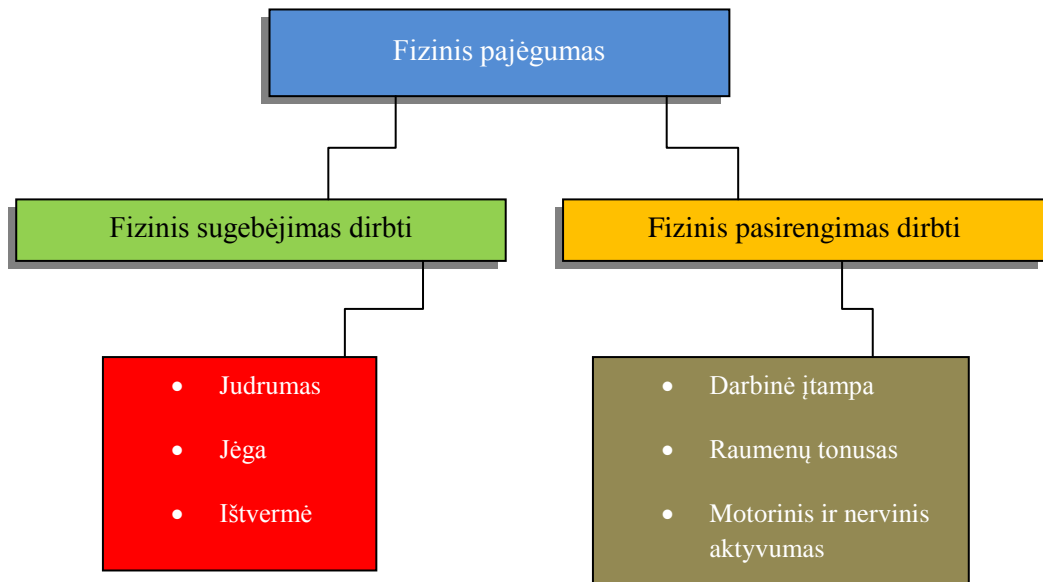 Fizinis pajėgumas
Fizinis sugebėjimas dirbti
Fizinis pasirengimas dirbti
• Judrumas
• Jėga
• Ištvermė
• Darbinė įtampa
• Raumenų tonusas
• Motorinis ir nervinis
aktyvumas